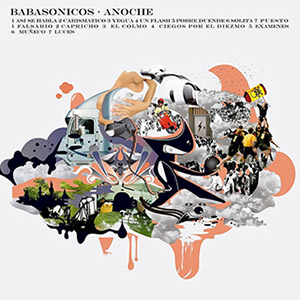 BABASONICOS · ANOCHE
1 ASI SE HABLA 2 CARISMATICO 3 YEGUA 4 UN FLASH 5 POBRE DUENDE 6 SOLITA 7 PUESTO
1 FALSARIO 2 CAPRICHO 3 EL COLMO 4 CIEGOS POR EL DIEZMO 5 EXAMENES
6 MUÑECO 7 LUCES